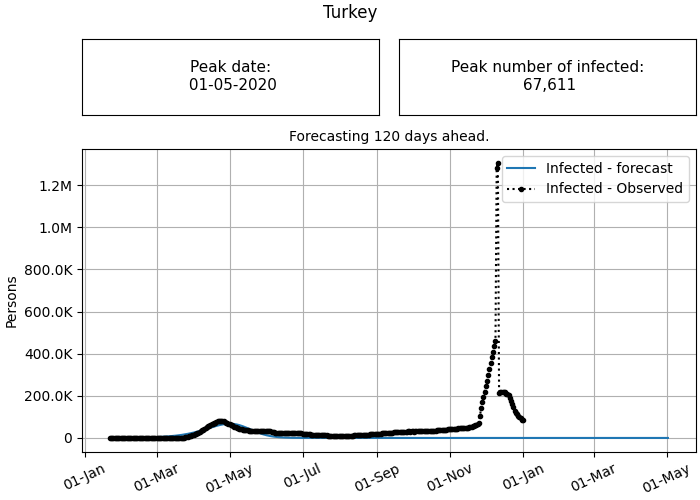 Turkey
Peak date:
01-05-2020
Peak number of infected:
67,611
Forecasting 120 days ahead.
Infected - forecast
Infected - Observed
Persons
1.2M
1.0M
800.0K
600.0K
400.0K
200.0K
0
01-Jan
01-Mar
01-May
01-Jul
01-Sep
01-Nov
01-Jan
01-Mar
01-May